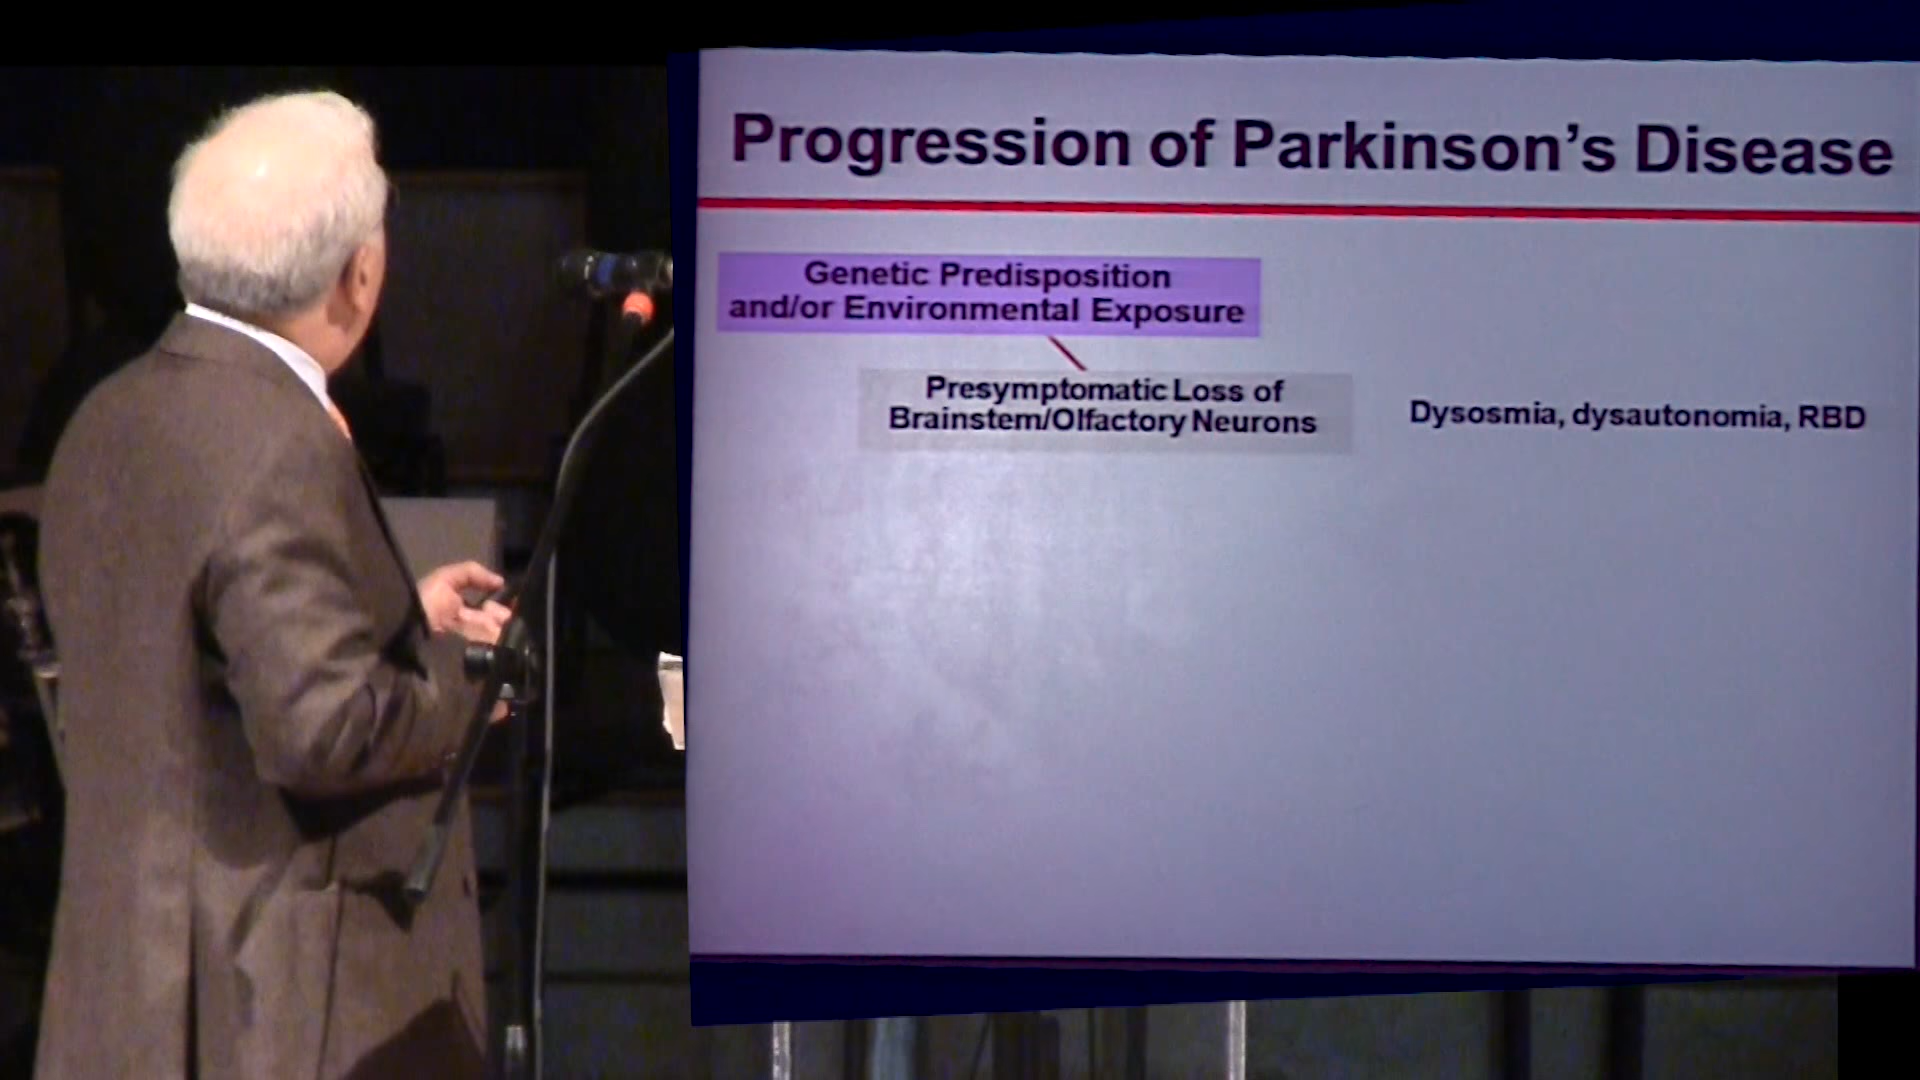 Progression of Parkinson's Disease
Genetic Predisposition
and/or Environmental Exposure
Presymptomatic Loss of
Brainstem/Olfactory Neurons
Dysosmia, dysautonomia, RBD